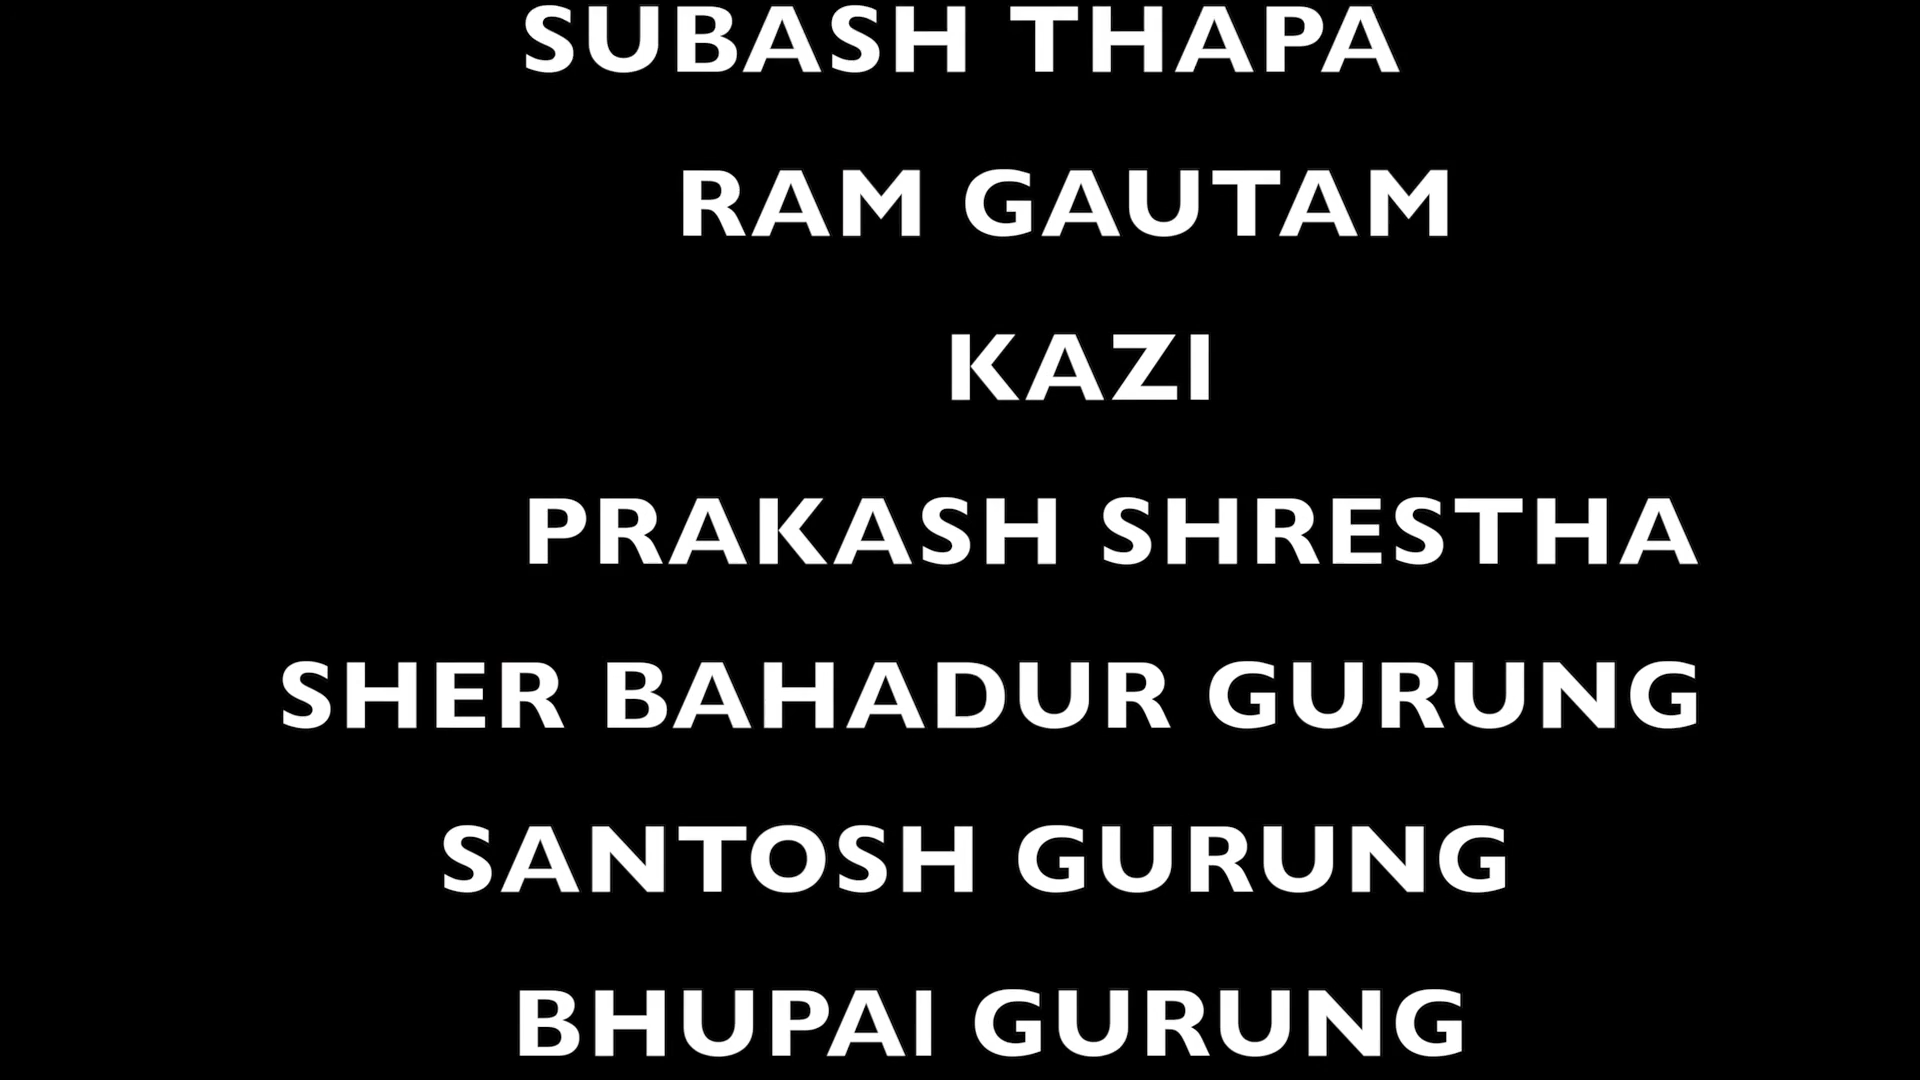 SUBASH THAPA
RAM GAUTAM
KAZI
PRAKASH SHRESTHA
SHER BAHADUR GURUNG
SANTOSH GURUNG
BHUPAI GURUNG